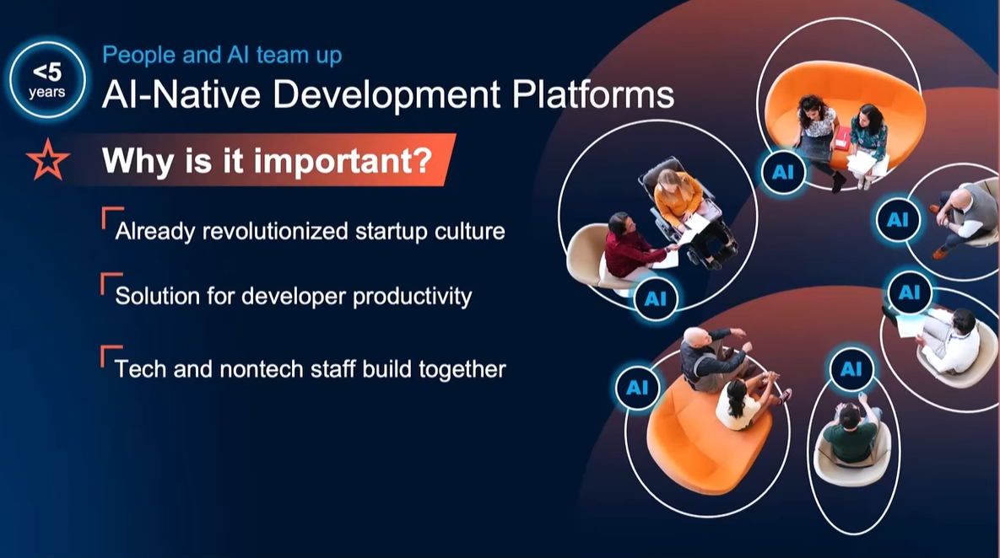 <5
years
People and AI team up
AI-Native Development Platforms
Why is it important?
Already revolutionized startup culture
Solution for developer productivity
Tech and nontech staff build together
AI
AI
AI
AI
AI
AI